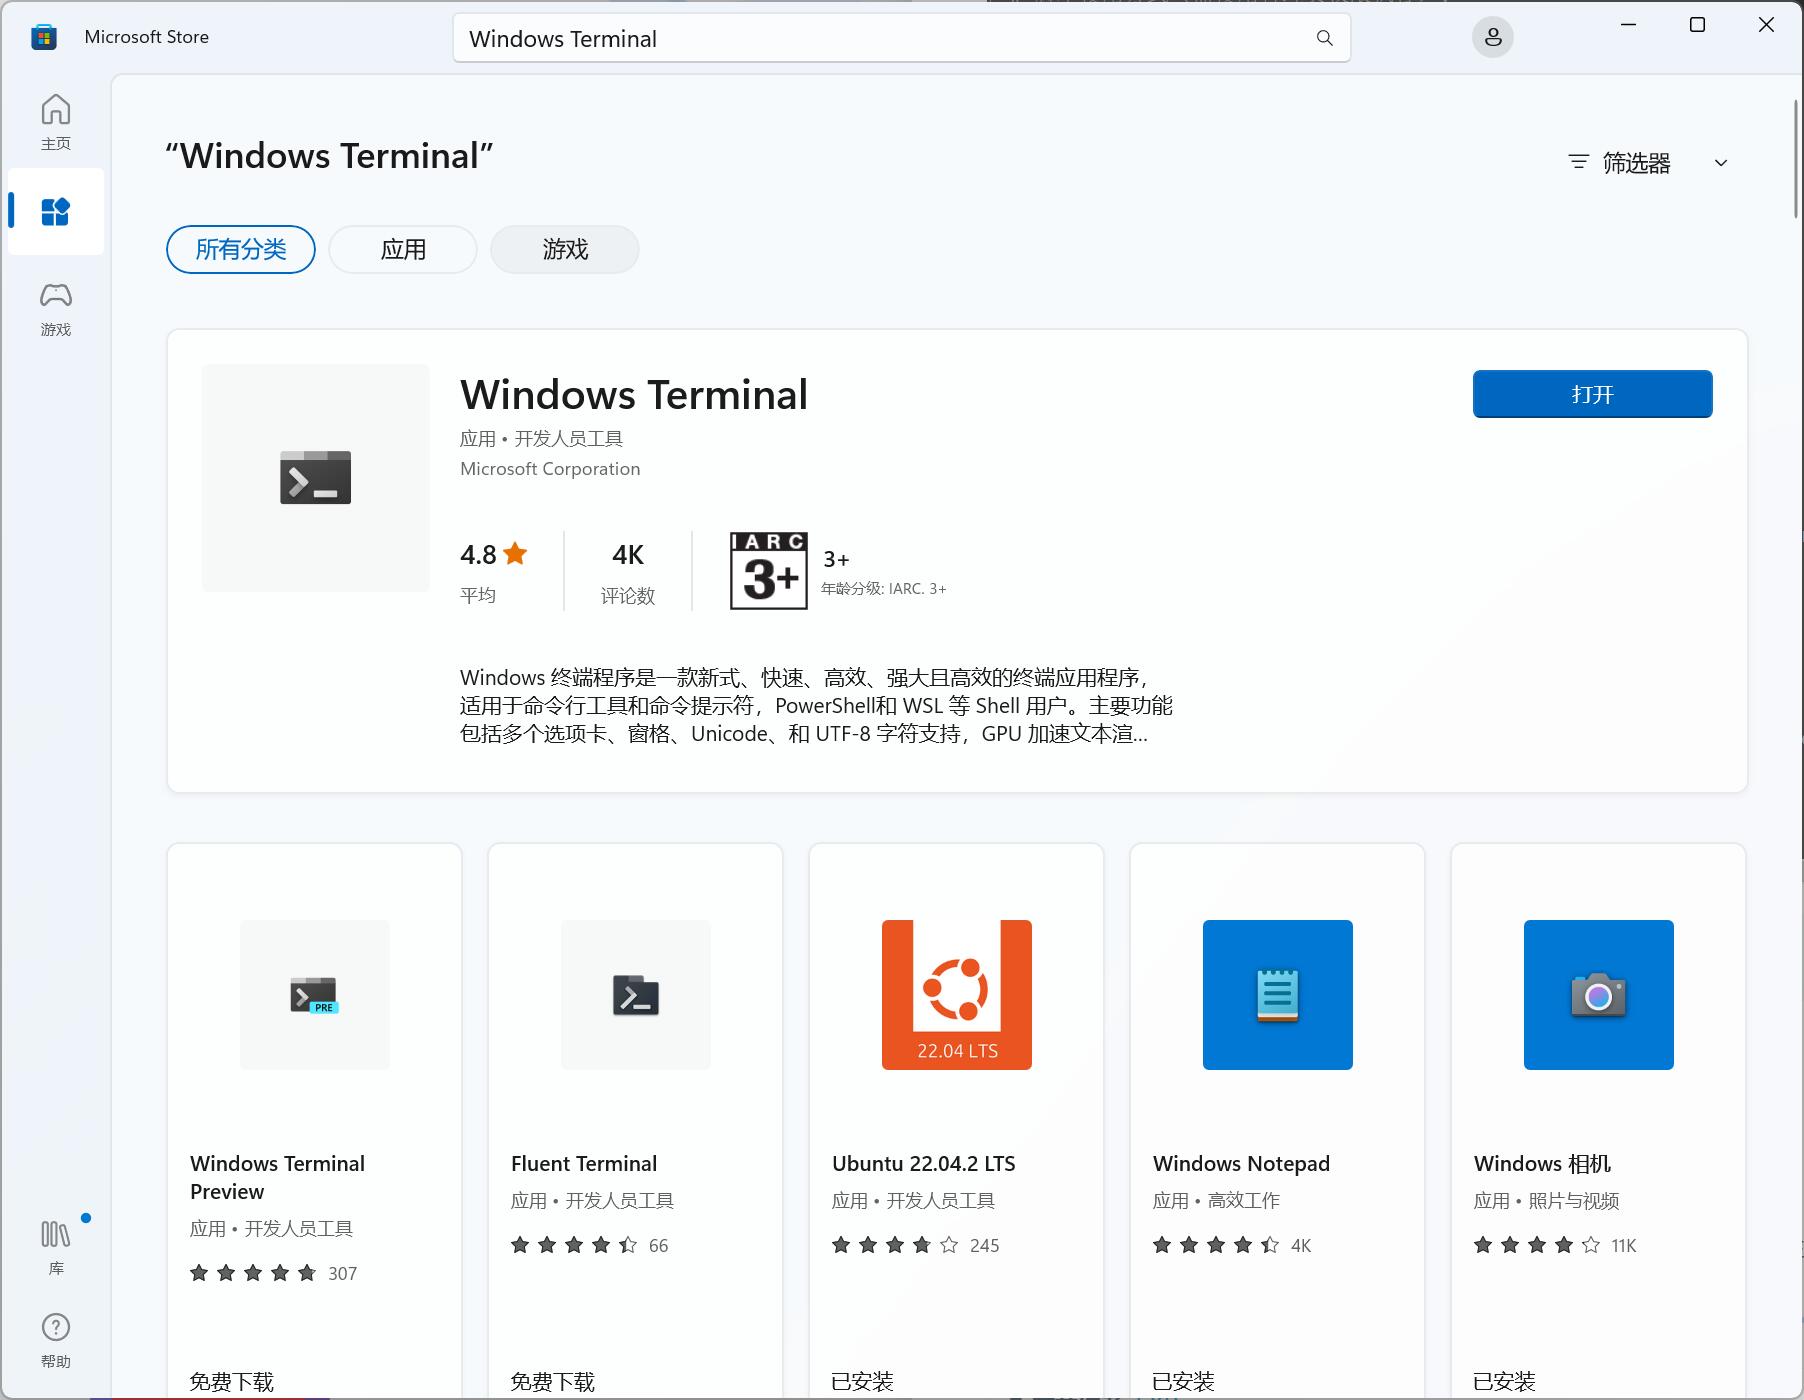 Microsoft Store
Windows Terminal
主页
游戏
库
帮助
“Windows Terminal”
筛选器
所有分类
应用
游戏
Windows Terminal
应用 • 开发人员工具
Microsoft Corporation
打开
4.8
平均
4K
评论数
IARC
3+
3+
年龄分级: IARC. 3+
Windows 终端程序是一款新式、快速、高效、强大且高效的终端应用程序，
适用于命令行工具和命令提示符，PowerShell和 WSL 等 Shell 用户。主要功能
包括多个选项卡、窗格、Unicode、和 UTF-8 字符支持，GPU 加速文本渲...
PRE
Windows Terminal
Preview
应用 • 开发人员工具
307
免费下载
Fluent Terminal
应用 • 开发人员工具
66
免费下载
22.04 LTS
Ubuntu 22.04.2 LTS
应用 • 开发人员工具
245
已安装
Windows Notepad
应用 • 高效工作
4K
已安装
Windows 相机
应用 • 照片与视频
11K
已安装